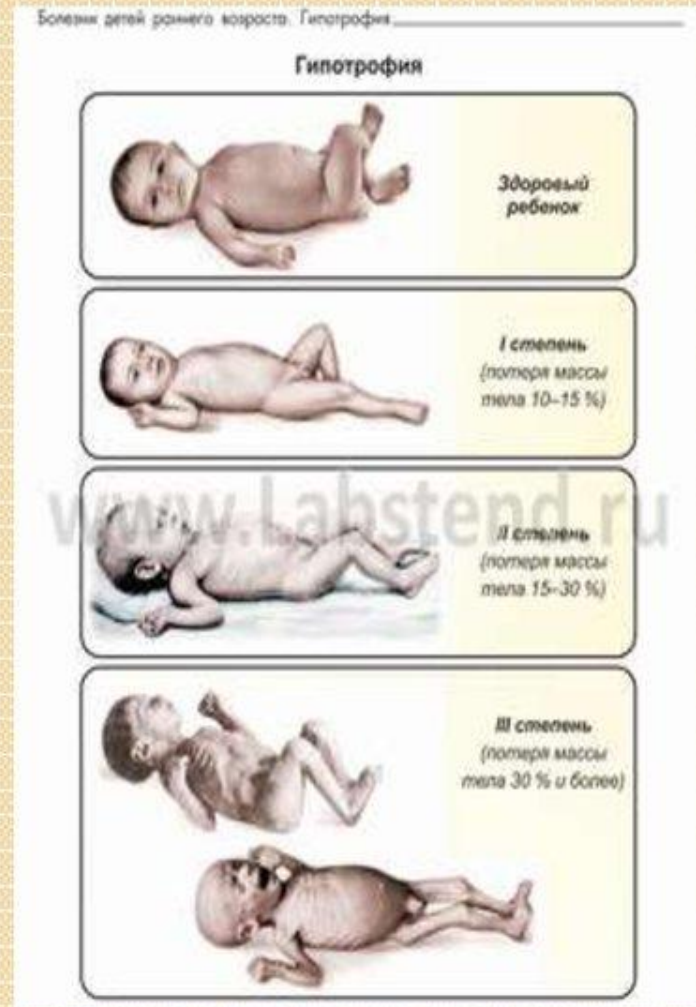 Болезни детей раннего возраста. Гипотрофия
Гипотрофия
Здоровый
ребенок
I степень
(потеря массы
тела 10–15 %)
www.Labstend.ru
II степень
(потеря массы
тела 15–30 %)
III степень
(потеря массы
тела 30 % и более)